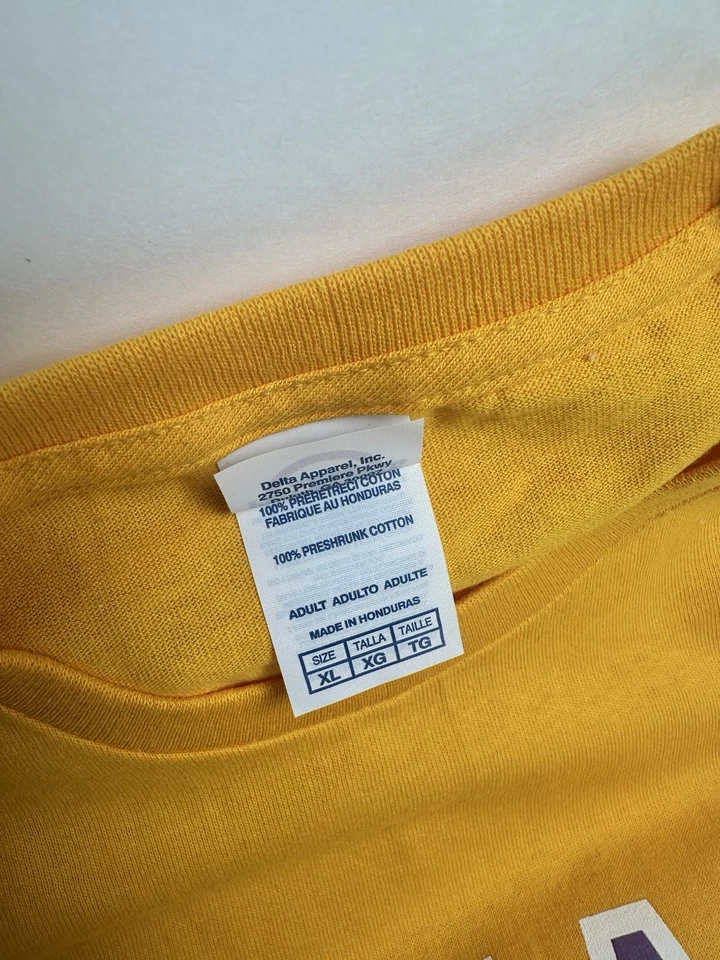 Delta Apparel, Inc.
2750 Premiere Pkwy
100% PRERETRECI COTON
FABRIQUE AU HONDURAS
100% PRESHRUNK COTTON
ADULT ADULTO ADULTE
MADE IN HONDURAS
SIZE TALLA TAILLE
XL XG TG
A